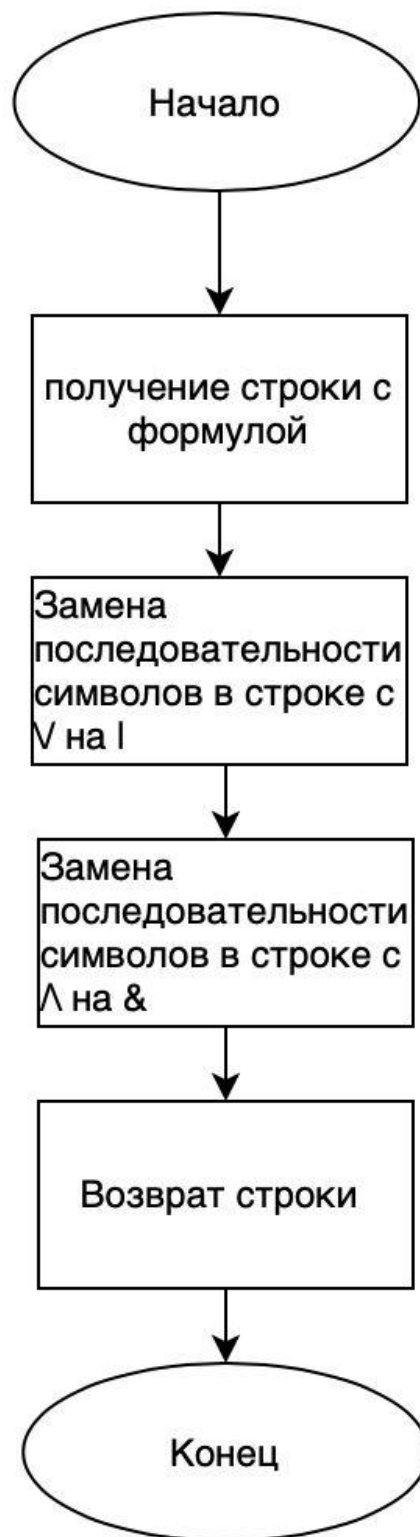 Начало
получение строки с
формулой
Замена
последовательности
символов в строке с
\/ на |
Замена
последовательности
символов в строке с
/\ на &
Возврат строки
Конец